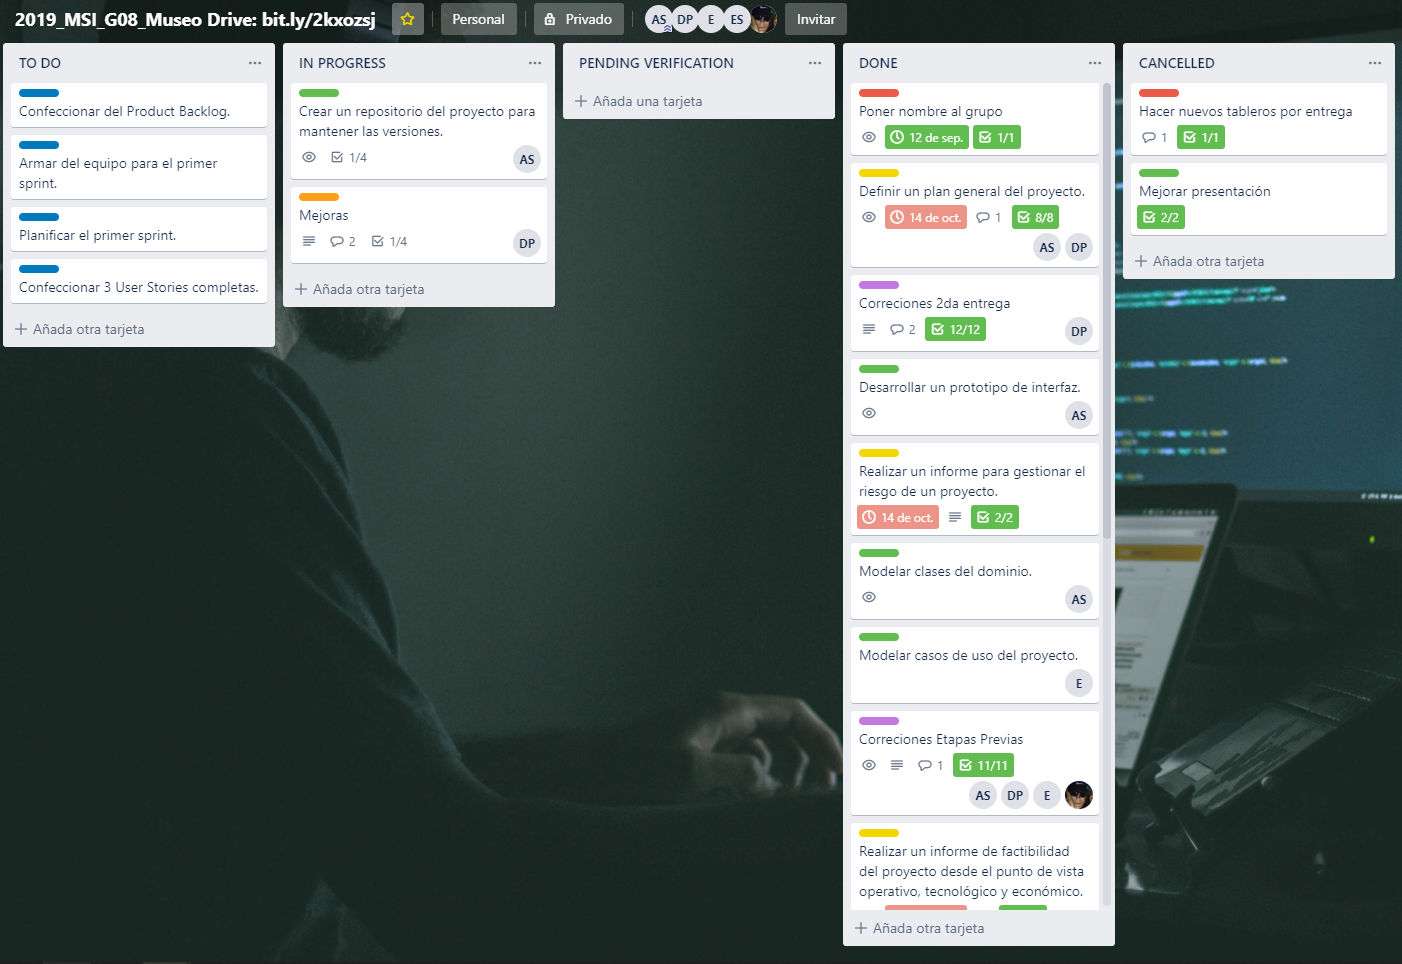 2019_MSI_G08_Museo Drive: bit.ly/2kxozsj
Personal
Privado
AS DP E ES
Invitar
TO DO
Confeccionar del Product Backlog.
Armar del equipo para el primer
sprint.
Planificar el primer sprint.
Confeccionar 3 User Stories completas.
Añada otra tarjeta
IN PROGRESS
Crear un repositorio del proyecto para
mantener las versiones.
1/4
AS
Mejoras
2 1/4
DP
Añada otra tarjeta
PENDING VERIFICATION
Añada una tarjeta
DONE
Poner nombre al grupo
12 de sep. 1/1
Definir un plan general del proyecto.
14 de oct. 1 8/8
AS DP
Correciones 2da entrega
2 12/12
DP
Desarrollar un prototipo de interfaz.
AS
Realizar un informe para gestionar el
riesgo de un proyecto.
14 de oct. 2/2
Modelar clases del dominio.
AS
Modelar casos de uso del proyecto.
E
Correciones Etapas Previas
1 11/11
AS DP E
Realizar un informe de factibilidad
del proyecto desde el punto de vista
operativo, tecnológico y económico.
Añada otra tarjeta
CANCELLED
Hacer nuevos tableros por entrega
1 1/1
Mejorar presentación
2/2
Añada otra tarjeta